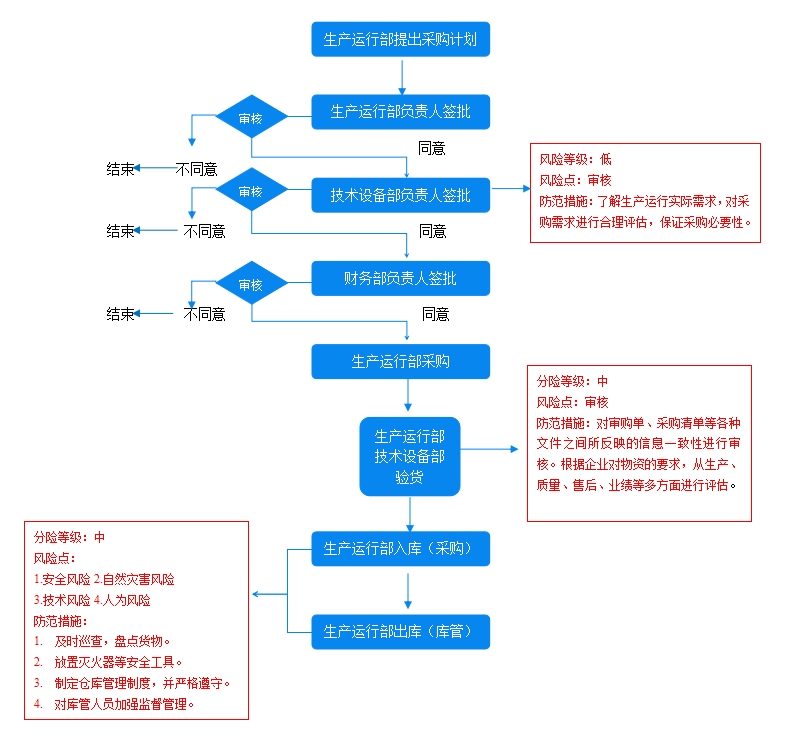 生产运行部提出采购计划
审核
生产运行部负责人签批
同意
结束
不同意
审核
技术设备部负责人签批
风险等级：低
风险点：审核
防范措施：了解生产运行实际需求，对采
购需求进行合理评估，保证采购必要性。
结束
不同意
同意
审核
财务部负责人签批
结束
不同意
同意
生产运行部采购
生产运行部
技术设备部
验货
分险等级：中
风险点：审核
防范措施：对审购单、采购清单等各种
文件之间所反映的信息一致性进行审
核。根据企业对物资的要求，从生产、
质量、售后、业绩等多方面进行评估。
生产运行部入库（采购）
生产运行部出库（库管）
分险等级：中
风险点：
1.安全风险 2.自然灾害风险
3.技术风险 4.人为风险
防范措施：
1. 及时巡查，盘点货物。
2. 放置灭火器等安全工具。
3. 制定仓库管理制度，并严格遵守。
4. 对库管人员加强监督管理。